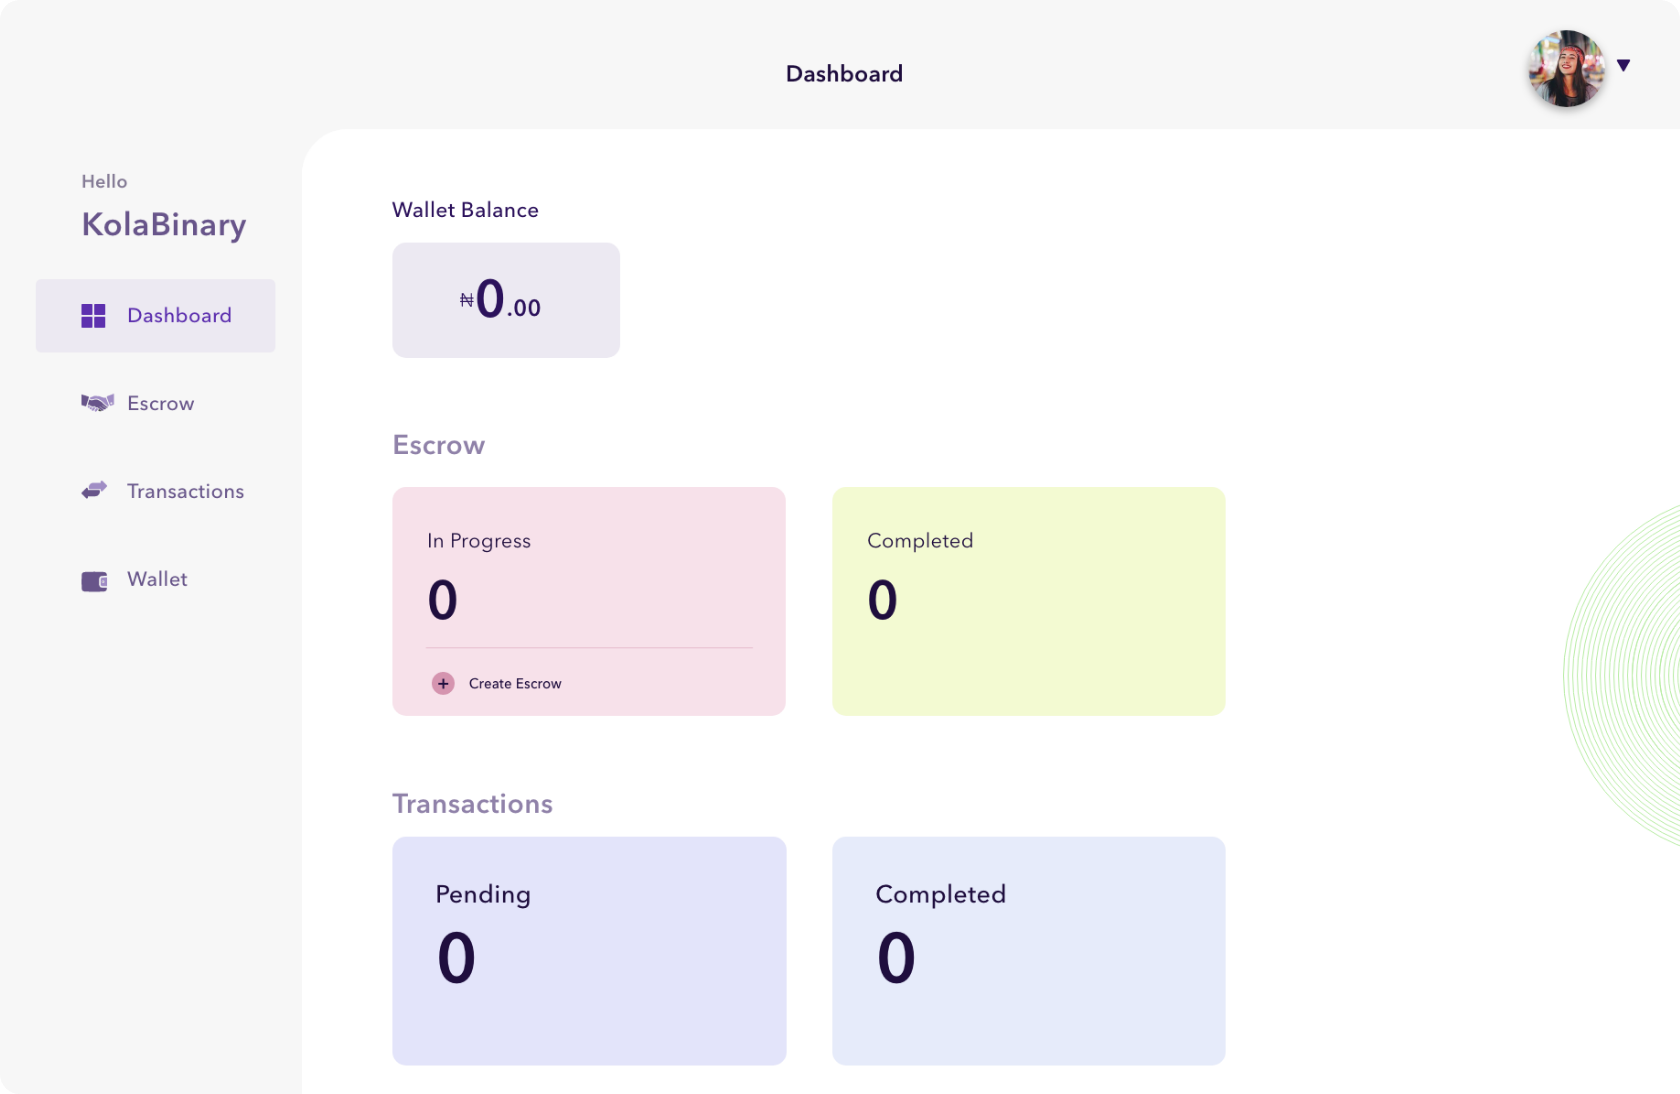 Dashboard
Hello
KolaBinary
Dashboard
Escrow
Transactions
Wallet
Wallet Balance
₦0.00
Escrow
In Progress
0
+ Create Escrow
Completed
0
Transactions
Pending
0
Completed
0